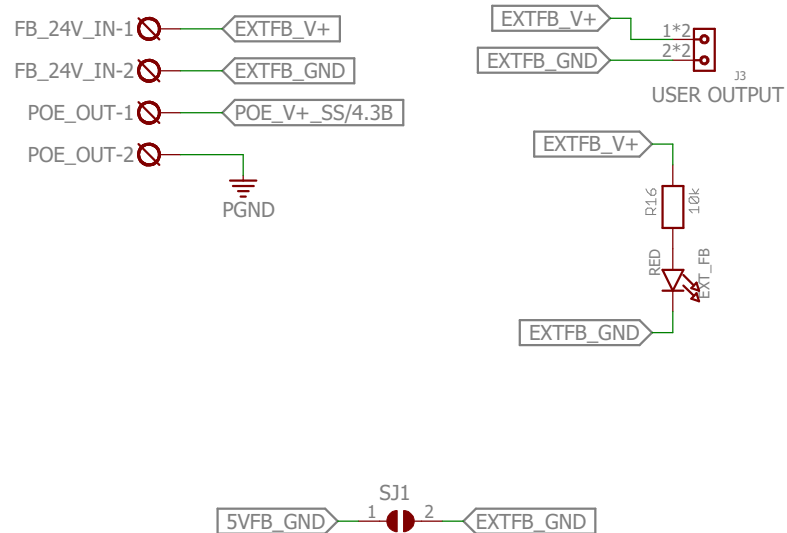 FB_24V_IN-1
EXTFB_V+
FB_24V_IN-2
EXTFB_GND
POE_OUT-1
POE_V+_SS/4.3B
POE_OUT-2
PGND
EXTFB_V+
1*2
EXTFB_GND
2*2
J3
USER OUTPUT
EXTFB_V+
R16
10k
RED
EXT_FB
EXTFB_GND
SJ1
5VFB_GND
1
2
EXTFB_GND